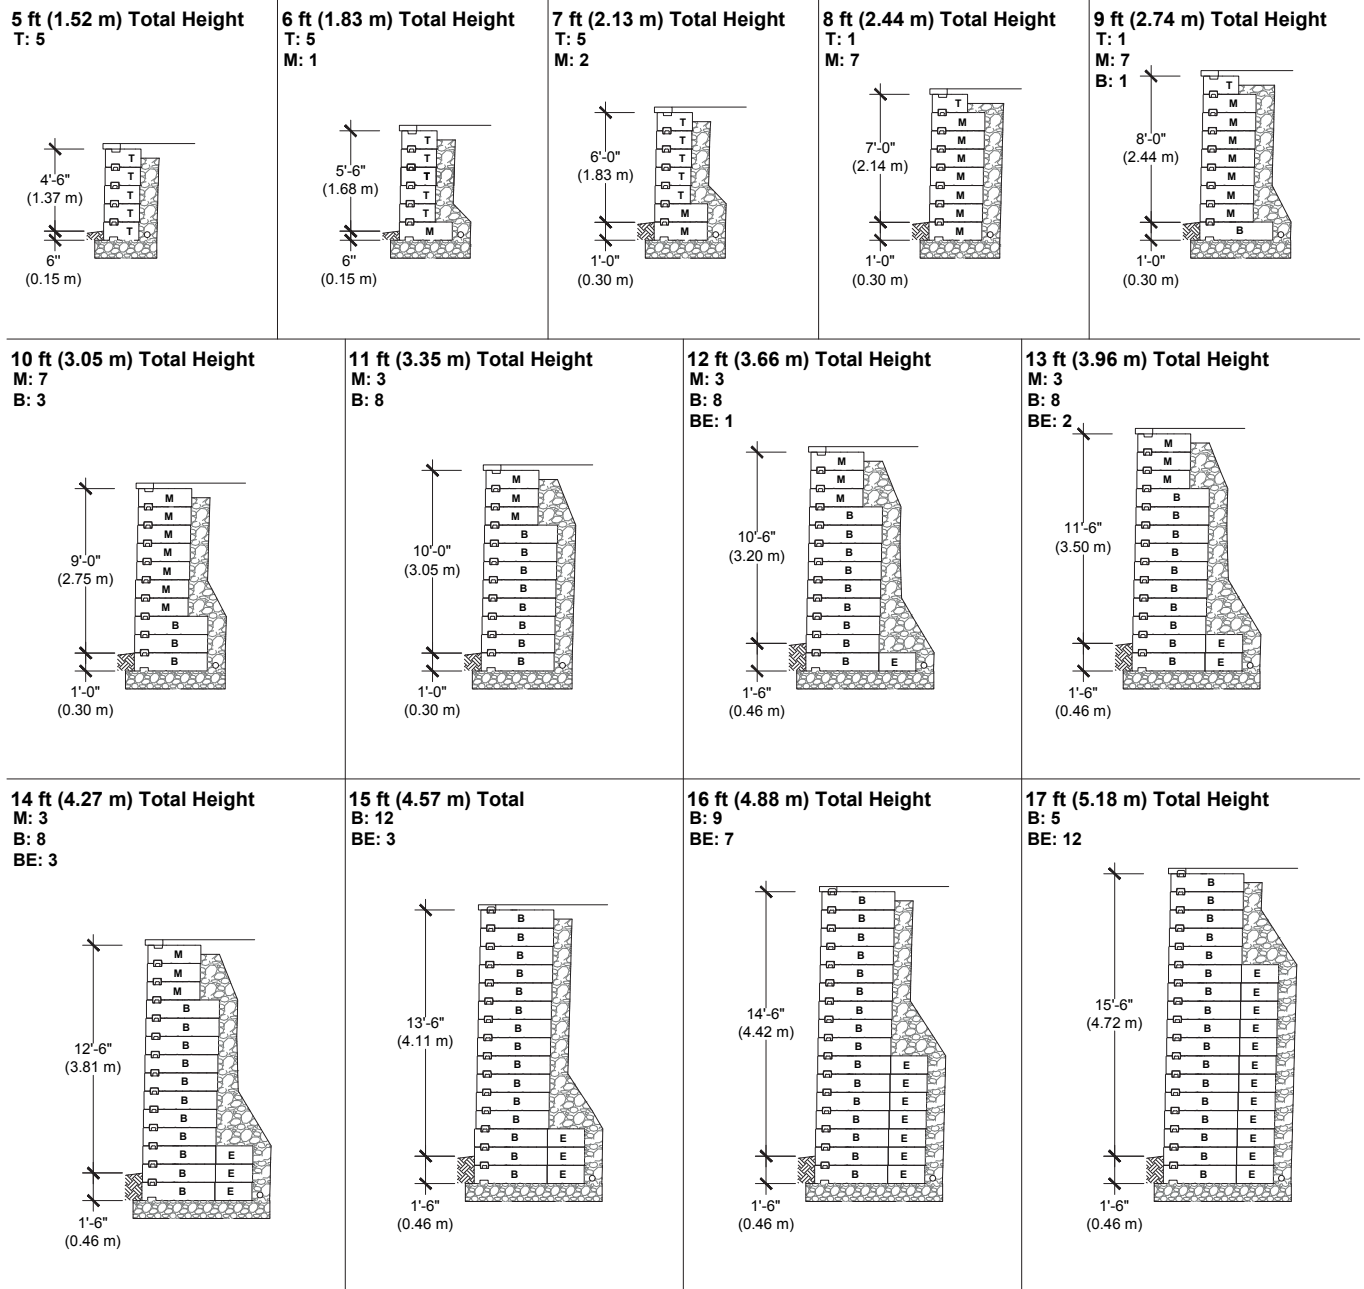 5 ft (1.52 m) Total Height
T: 5
4'-6"
(1.37 m)
6"
(0.15 m)
T
T
T
T
T
6 ft (1.83 m) Total Height
T: 5
M: 1
5'-6"
(1.68 m)
6"
(0.15 m)
T
T
T
T
T
M
7 ft (2.13 m) Total Height
T: 5
M: 2
6'-0"
(1.83 m)
1'-0"
(0.30 m)
T
T
T
T
T
M
M
8 ft (2.44 m) Total Height
T: 1
M: 7
7'-0"
(2.14 m)
1'-0"
(0.30 m)
T
M
M
M
M
M
M
M
9 ft (2.74 m) Total Height
T: 1
M: 7
B: 1
8'-0"
(2.44 m)
1'-0"
(0.30 m)
T
M
M
M
M
M
M
M
B
10 ft (3.05 m) Total Height
M: 7
B: 3
9'-0"
(2.75 m)
1'-0"
(0.30 m)
M
M
M
M
M
M
M
B
B
B
11 ft (3.35 m) Total Height
M: 3
B: 8
10'-0"
(3.05 m)
1'-0"
(0.30 m)
M
M
M
B
B
B
B
B
B
B
B
12 ft (3.66 m) Total Height
M: 3
B: 8
BE: 1
10'-6"
(3.20 m)
1'-6"
(0.46 m)
M
M
M
B
B
B
B
B
B
B
B
B E
13 ft (3.96 m) Total Height
M: 3
B: 8
BE: 2
11'-6"
(3.50 m)
1'-6"
(0.46 m)
M
M
M
B
B
B
B
B
B
B
B
B E
B E
14 ft (4.27 m) Total Height
M: 3
B: 8
BE: 3
12'-6"
(3.81 m)
1'-6"
(0.46 m)
M
M
M
B
B
B
B
B
B
B
B
B E
B E
B E
15 ft (4.57 m) Total
B: 12
BE: 3
13'-6"
(4.11 m)
1'-6"
(0.46 m)
B
B
B
B
B
B
B
B
B
B
B
B
B E
B E
B E
16 ft (4.88 m) Total Height
B: 9
BE: 7
14'-6"
(4.42 m)
1'-6"
(0.46 m)
B
B
B
B
B
B
B
B
B
B E
B E
B E
B E
B E
B E
B E
17 ft (5.18 m) Total Height
B: 5
BE: 12
15'-6"
(4.72 m)
1'-6"
(0.46 m)
B
B
B
B
B
B E
B E
B E
B E
B E
B E
B E
B E
B E
B E
B E
B E